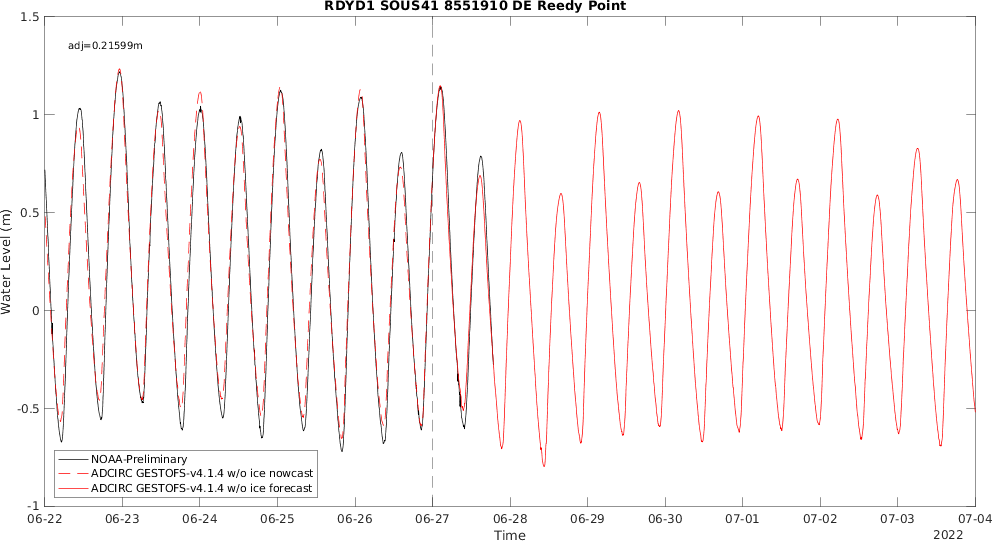 RDYD1 SOUS41 8551910 DE Reedy Point
1.5
adj=0.21599m
1
0.5
Water Level (m)
0
-0.5
NOAA-Preliminary
ADCIRC GESTOFS-v4.1.4 w/o ice nowcast
ADCIRC GESTOFS-v4.1.4 w/o ice forecast
-1
06-22 06-23 06-24 06-25 06-26 06-27 06-28 06-29 06-30 07-01 07-02 07-03 07-04
Time 2022